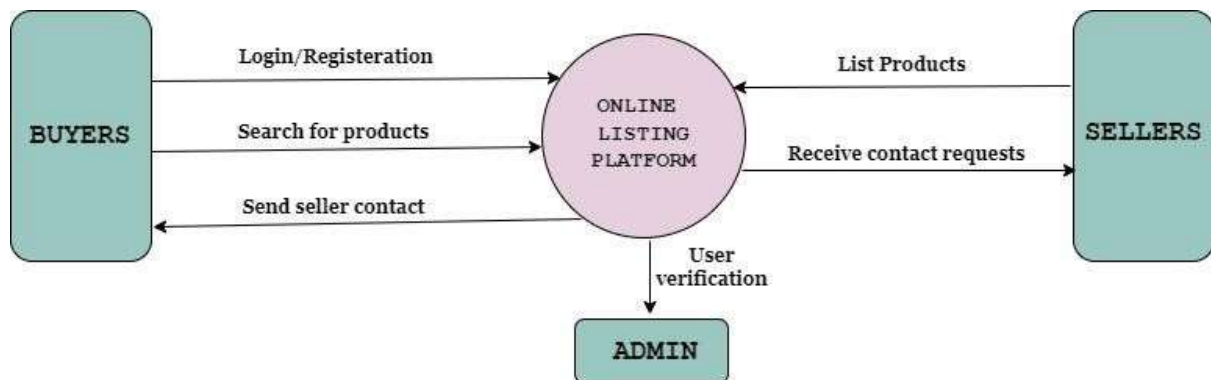 Login/Registeration
List Products
ONLINE
LISTING
PLATFORM
BUYERS
Search for products
SELLERS
Receive contact requests
Send seller contact
User
verification
ADMIN